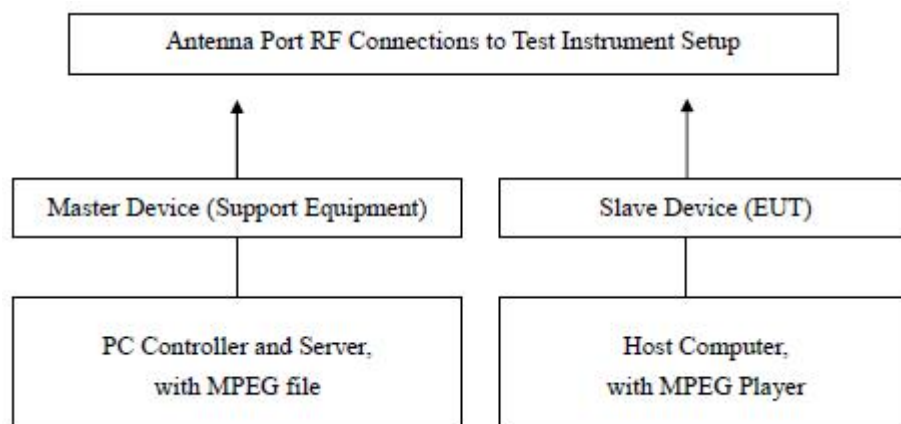 Antenna Port RF Connections to Test Instrument Setup
Master Device (Support Equipment)
Slave Device (EUT)
PC Controller and Server,
with MPEG file
Host Computer,
with MPEG Player